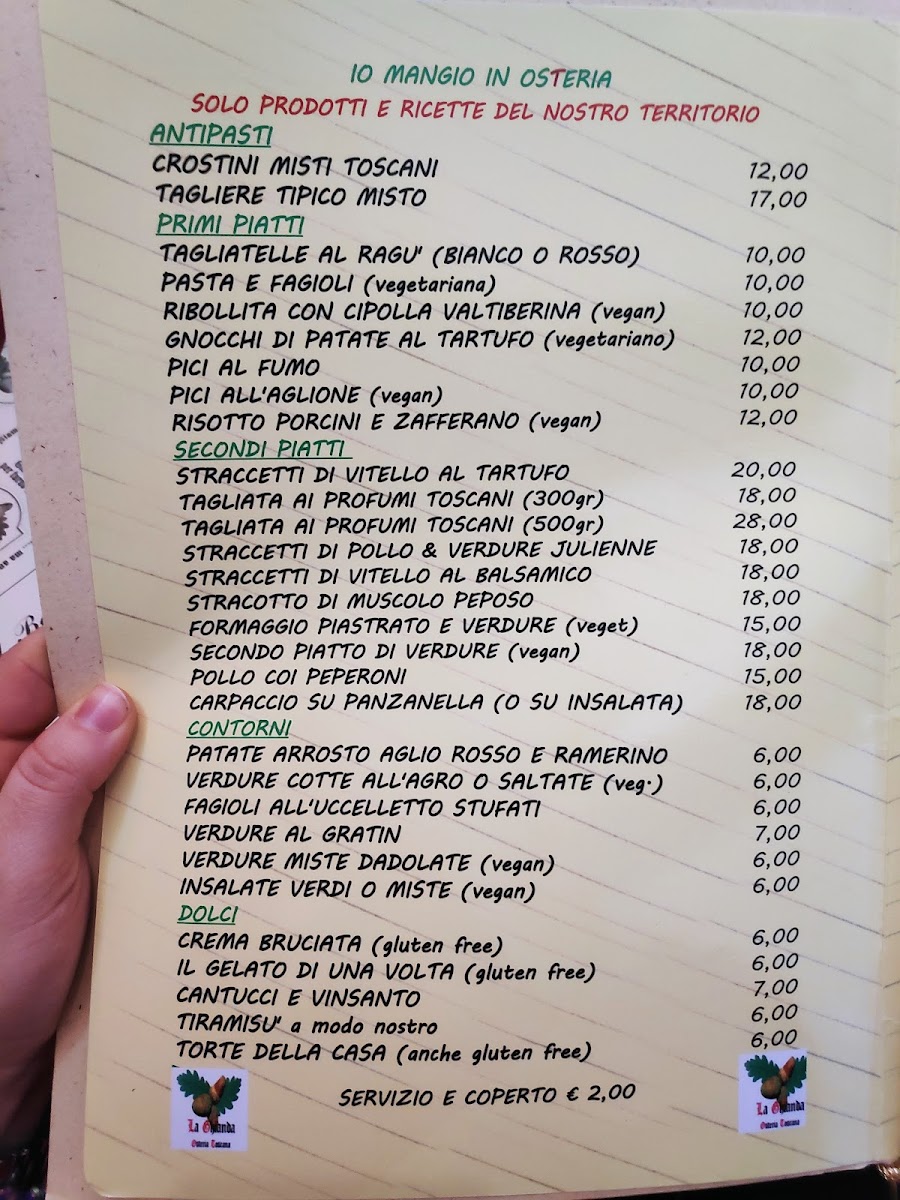 IO MANGIO IN OSTERIA
SOLO PRODOTTI E RICETTE DEL NOSTRO TERRITORIO
ANTIPASTI
CROSTINI MISTI TOSCANI 12,00
TAGLIERE TIPICO MISTO 17,00
PRIMI PIATTI
TAGLIATELLE AL RAGU' (BIANCO O ROSSO) 10,00
PASTA E FAGIOLI (vegetariana) 10,00
RIBOLLITA CON CIPOLLA VALTIBERINA (vegan) 10,00
GNOCCHI DI PATATE AL TARTUFO (vegetariano) 12,00
PICI AL FUMO 10,00
PICI ALL'AGLIONE (vegan) 10,00
RISOTTO PORCINI E ZAFFERANO (vegan) 12,00
SECONDI PIATTI
STRACCETTI DI VITELLO AL TARTUFO 20,00
TAGLIATA AI PROFUMI TOSCANI (300gr) 18,00
TAGLIATA AI PROFUMI TOSCANI (500gr) 28,00
STRACCETTI DI POLLO & VERDURE JULIENNE 18,00
STRACCETTI DI VITELLO AL BALSAMICO 18,00
STRACOTTO DI MUSCOLO PEPOSO 18,00
FORMAGGIO PIASTRATO E VERDURE (veget) 15,00
SECONDO PIATTO DI VERDURE (vegan) 18,00
POLLO COI PEPERONI 15,00
CARPACCIO SU PANZANELLA (O SU INSALATA) 18,00
CONTORNI
PATATE ARROSTO AGLIO ROSSO E RAMERINO 6,00
VERDURE COTTE ALL'AGRO O SALTATE (veg.) 6,00
FAGIOLI ALL'UCCELLETTO STUFATI 6,00
VERDURE AL GRATIN 7,00
VERDURE MISTE DADOLATE (vegan) 6,00
INSALATE VERDI O MISTE (vegan) 6,00
DOLCI
CREMA BRUCIATA (gluten free) 6,00
IL GELATO DI UNA VOLTA (gluten free) 6,00
CANTUCCI E VINSANTO 7,00
TIRAMISU' a modo nostro 6,00
TORTE DELLA CASA (anche gluten free) 6,00
SERVIZIO E COPERTO € 2,00
La Ghianda
Osteria Toscana
La Ghianda
Osteria Toscana